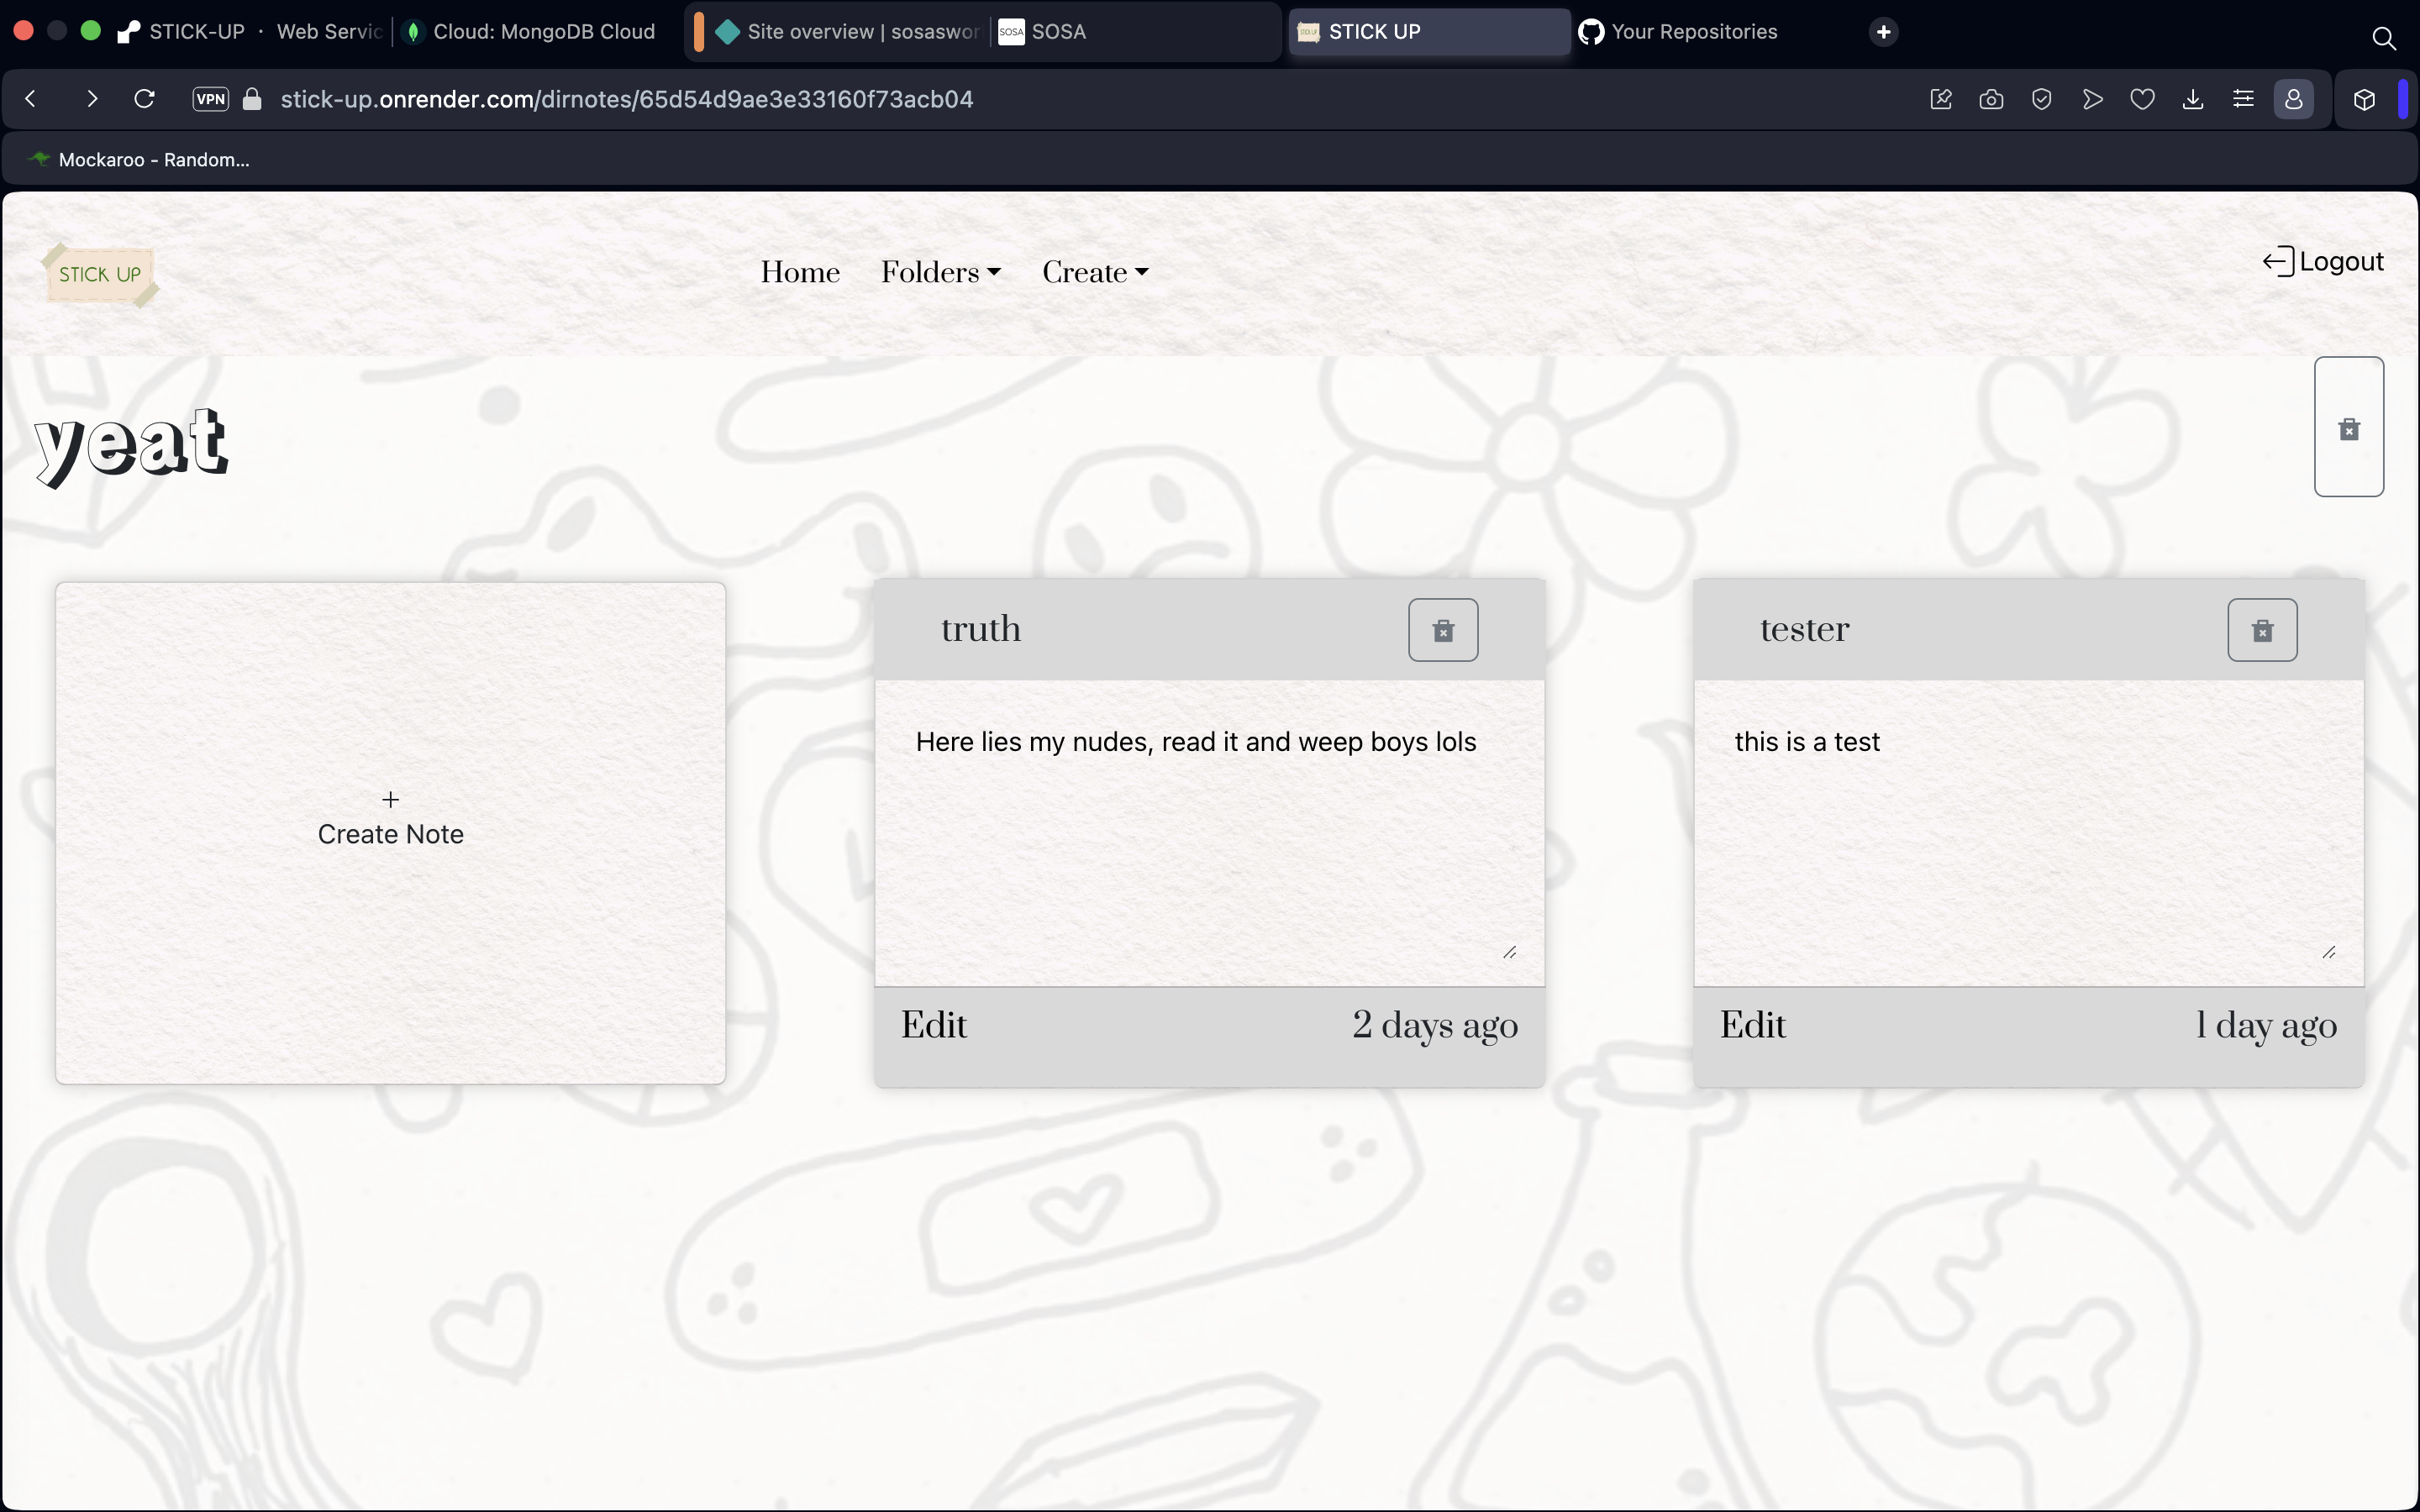 STICK-UP · Web Servic
Cloud: MongoDB Cloud
Site overview | sosaswor
SOSA
SOSA
STICK UP
Your Repositories
VPN
stick-up.onrender.com/dirnotes/65d54d9ae3e33160f73acb04
Mockaroo - Random...
STICK UP
Home
Folders
Create
Logout
yeat
+
Create Note
truth
Here lies my nudes, read it and weep boys lols
Edit
2 days ago
tester
this is a test
Edit
1 day ago